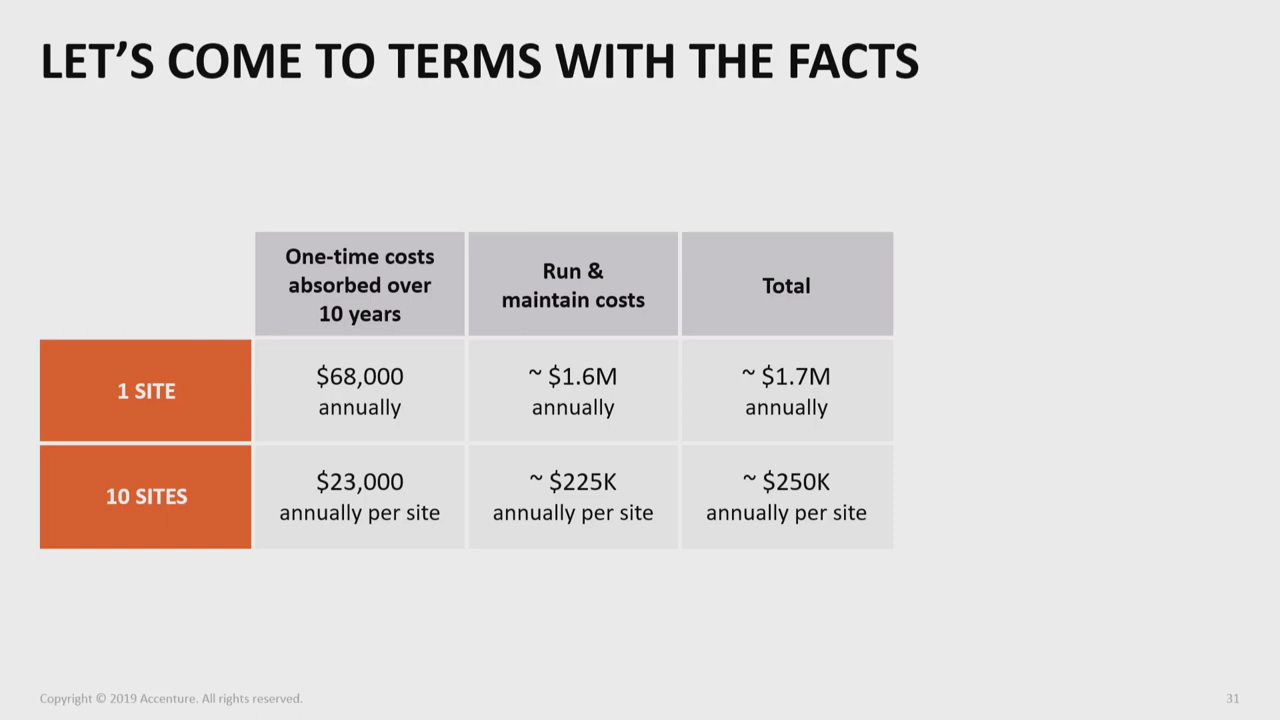 LET’S COME TO TERMS WITH THE FACTS
One-time costs
absorbed over
10 years
Run &
maintain costs
Total
1 SITE
$68,000
annually
~ $1.6M
annually
~ $1.7M
annually
10 SITES
$23,000
annually per site
~ $225K
annually per site
~ $250K
annually per site
Copyright © 2019 Accenture. All rights reserved.
31